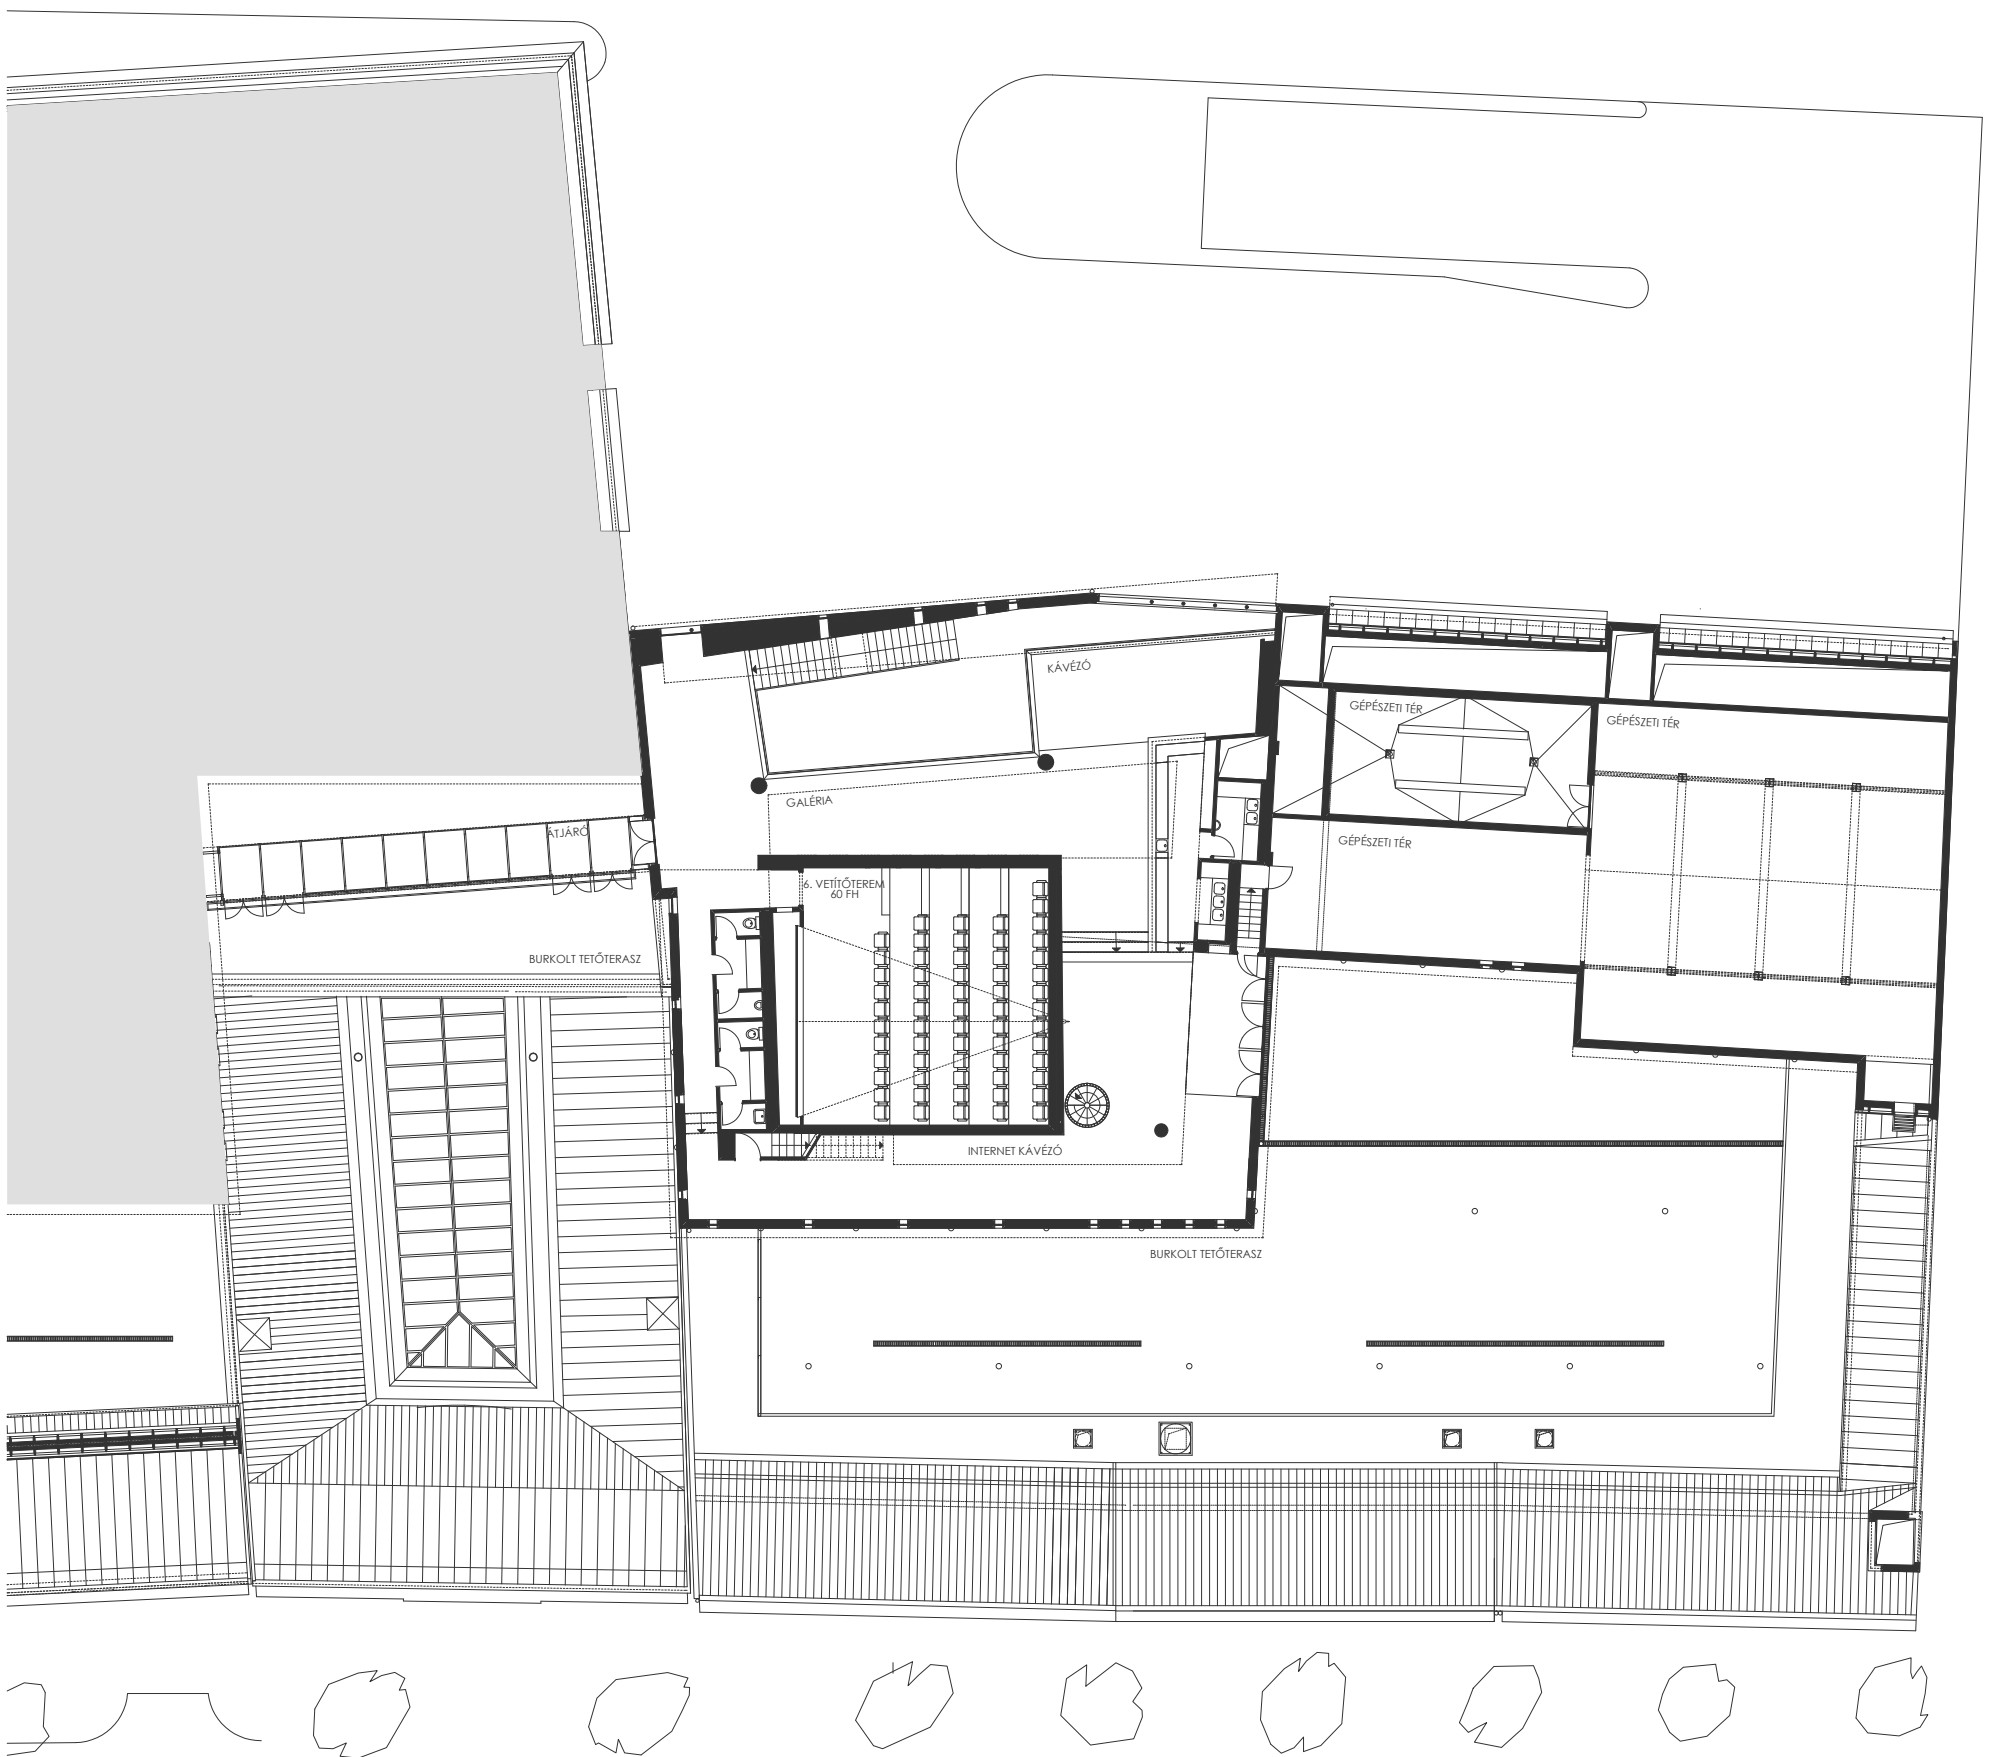 KÁVÉZÓ
GÉPÉSZETI TÉR
GÉPÉSZETI TÉR
GALÉRIA
ÁTJÁRÓ
GÉPÉSZETI TÉR
6. VETÍTŐTEREM
60 FH
BURKOLT TETŐTERASZ
INTERNET KÁVÉZÓ
BURKOLT TETŐTERASZ